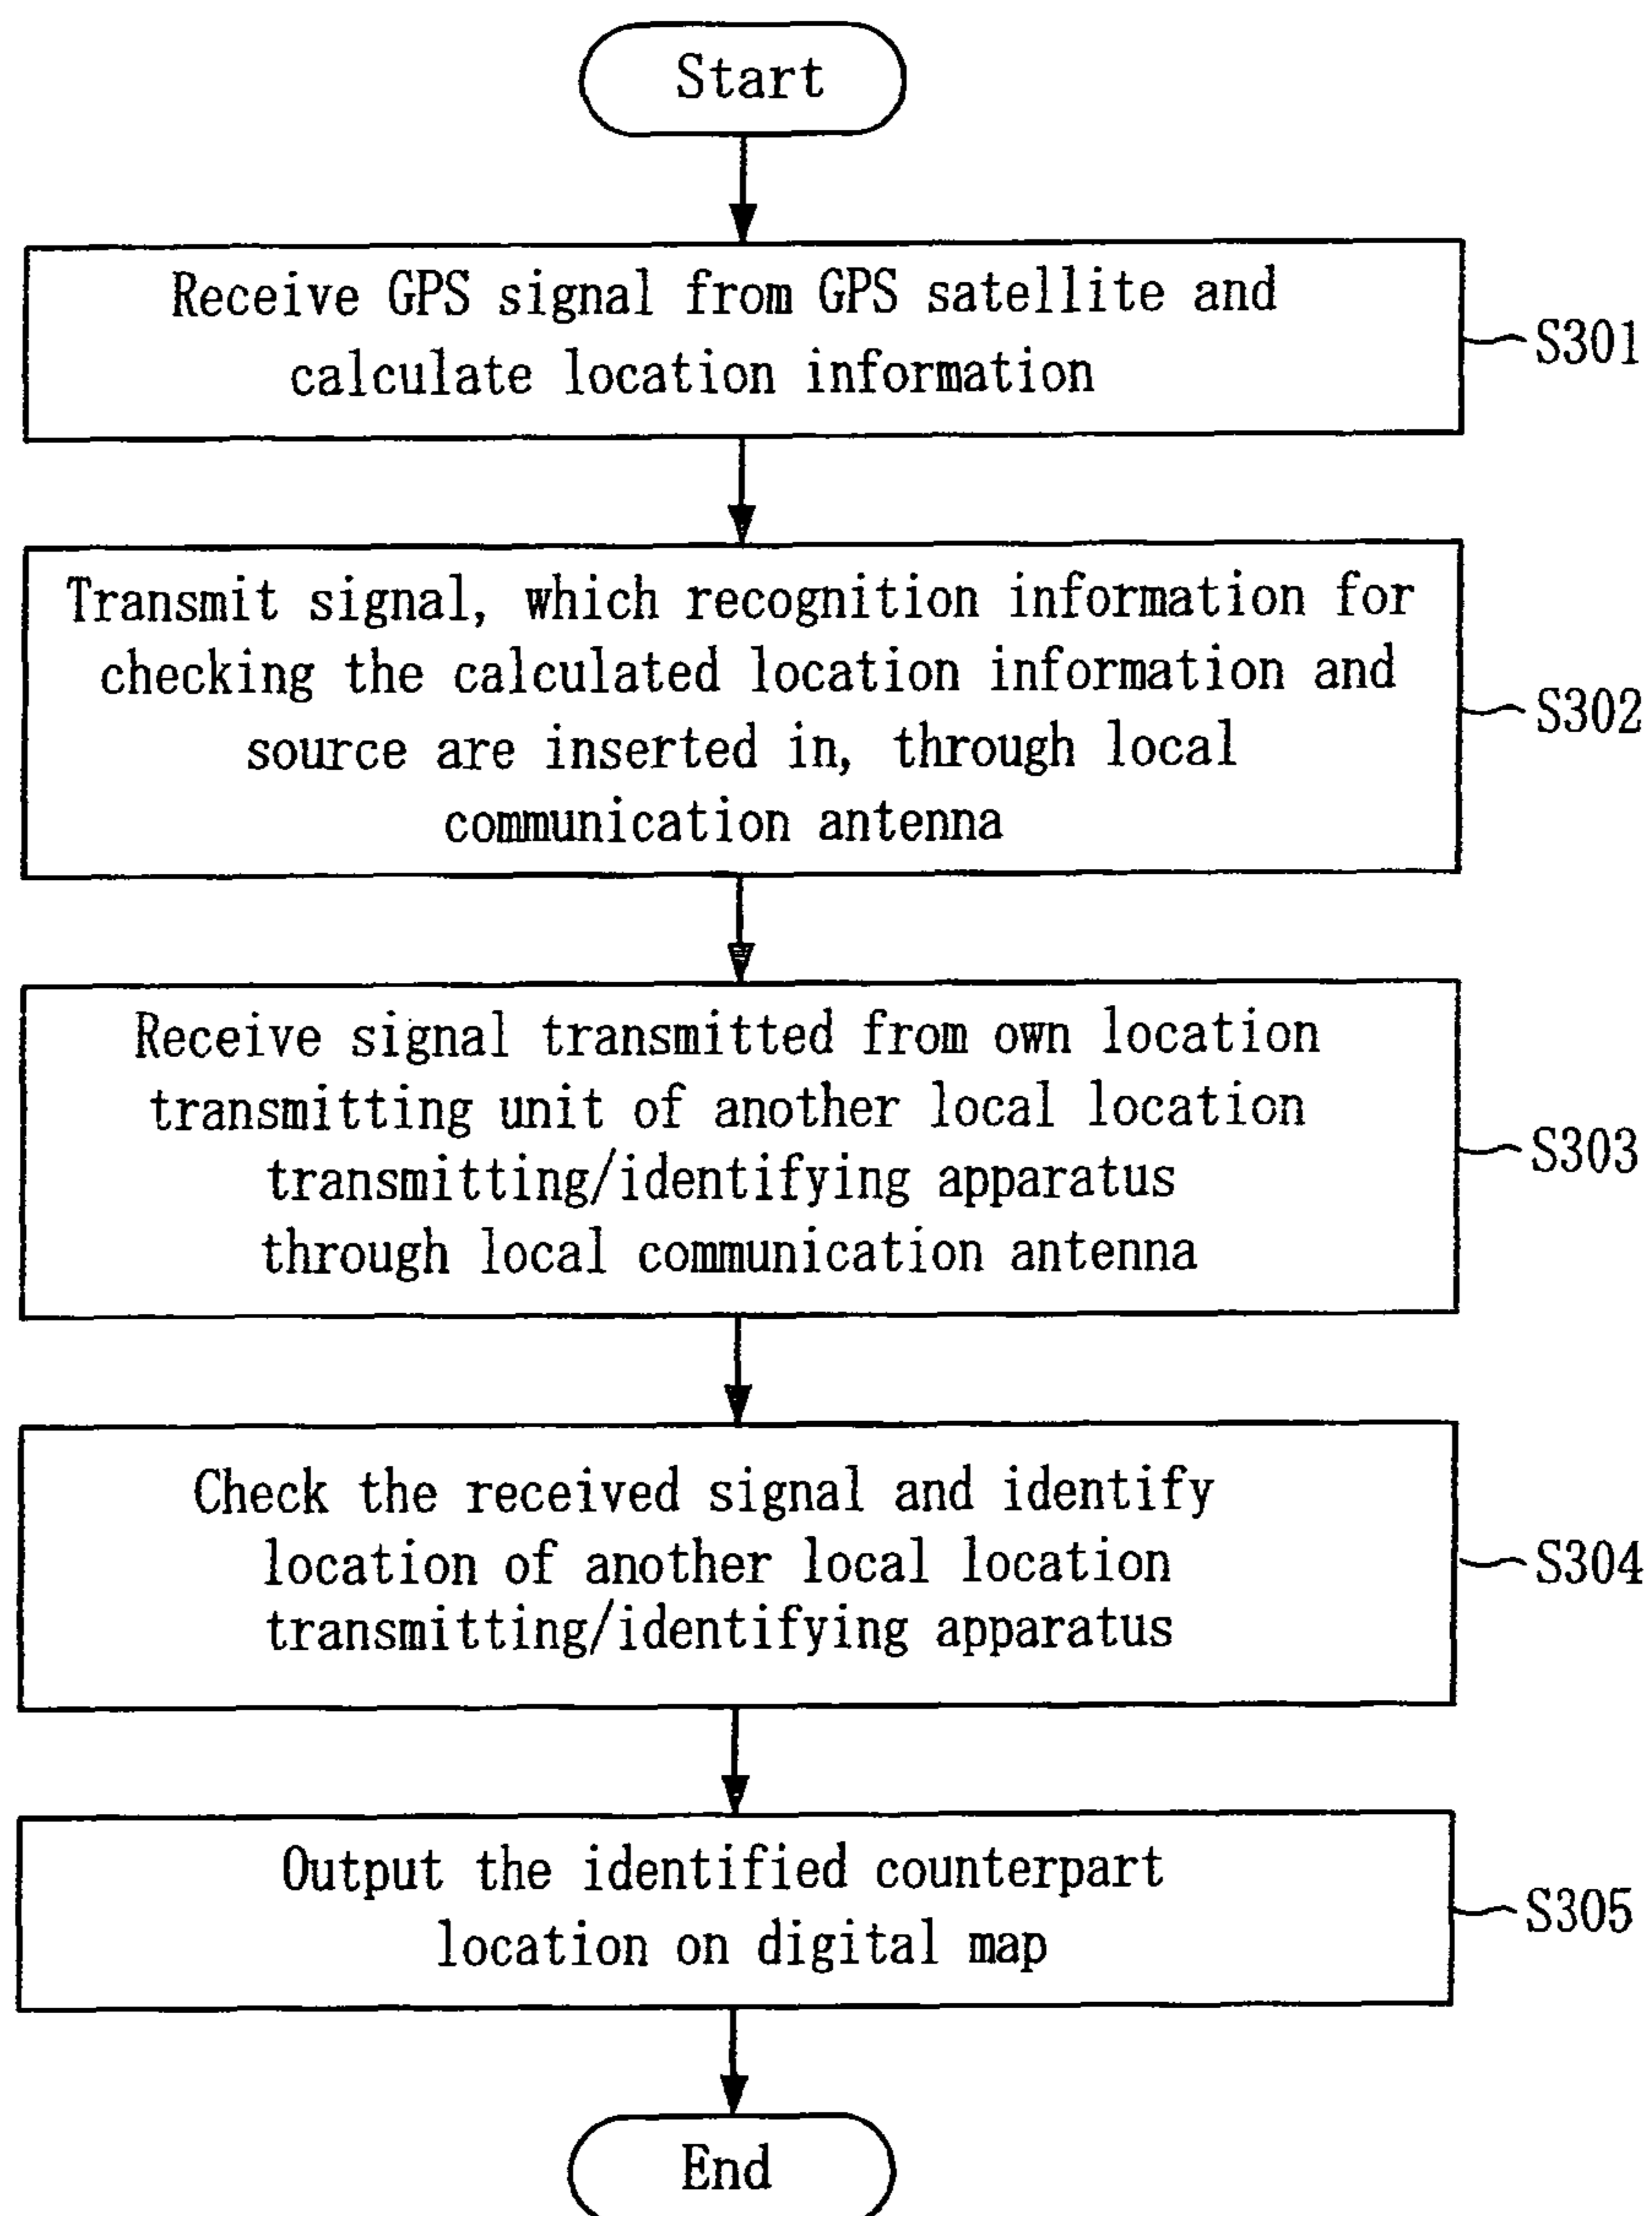 Start
Receive GPS signal from GPS satellite and
calculate location information
S301
Transmit signal, which recognition information for
checking the calculated location information and
source are inserted in, through local
communication antenna
S302
Receive signal transmitted from own location
transmitting unit of another local location
transmitting/identifying apparatus
through local communication antenna
S303
Check the received signal and identify
location of another local location
transmitting/identifying apparatus
S304
Output the identified counterpart
location on digital map
S305
End